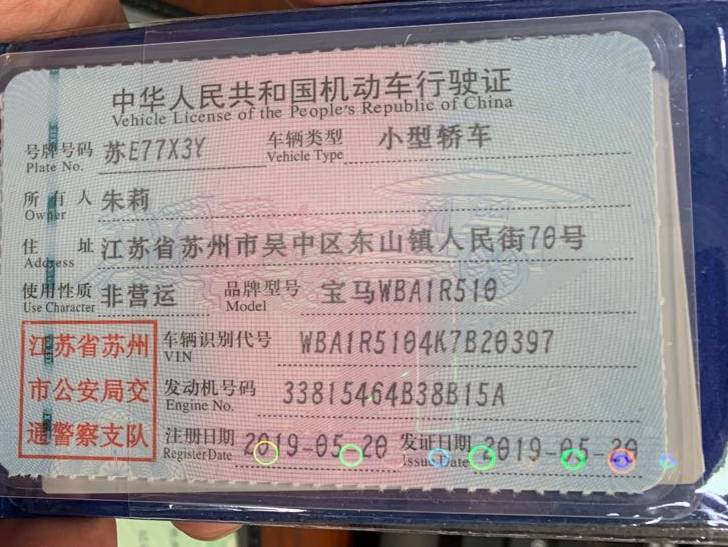 中华人民共和国机动车行驶证
Vehicle License of the People's Republic of China
号牌号码 苏E77X3Y 车辆类型 小型轿车
Plate No. Vehicle Type
所有人 朱莉
Owner
住址 江苏省苏州市吴中区东山镇人民街70号
Address
使用性质 非营运 品牌型号 宝马WBA1R510
Use Character Model
江苏省苏州 车辆识别代号 WBA1R5104K7B20397
VIN
市公安局交 发动机号码 33815464B38B15A
Engine No.
通警察支队 注册日期 2019-05-20 发证日期 2019-05-20
Register Date Issue Date